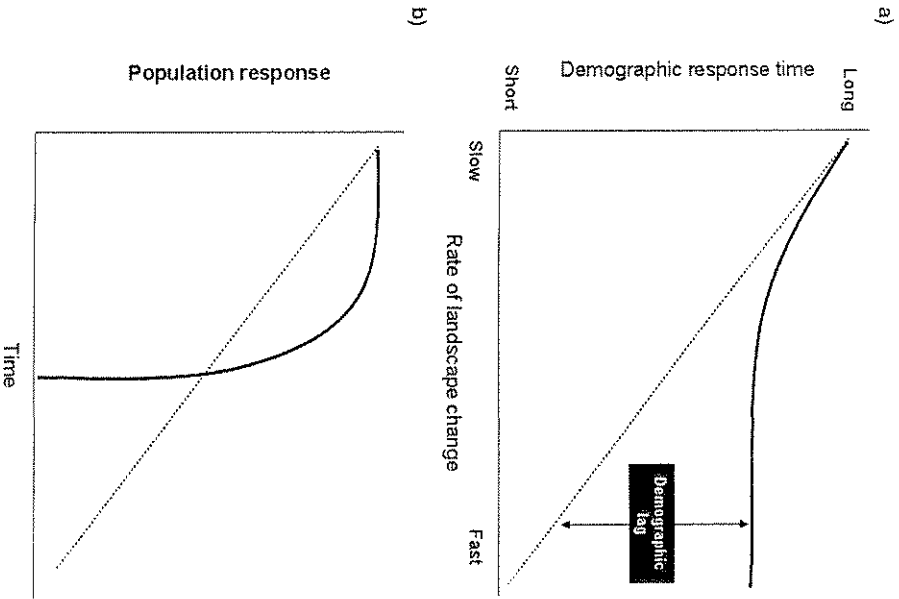 a)
Demographic response time
Long
Short
Demographic
lag
Slow
Fast
Rate of landscape change
b)
Population response
Time